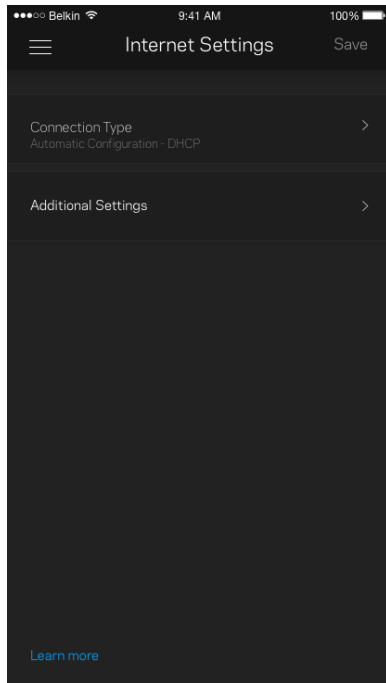 Belkin
9:41 AM
100%
Internet Settings
Save
Connection Type
Automatic Configuration - DHCP
Additional Settings
Learn more